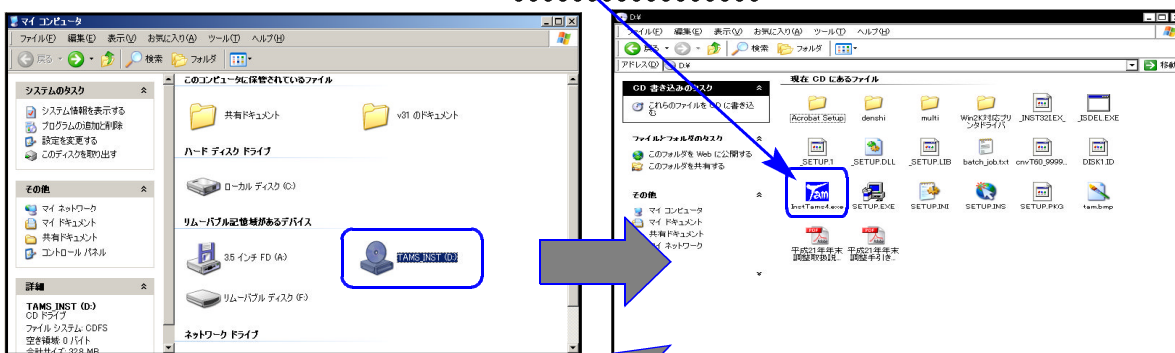 マイ コンピュータ
ファイル(F) 編集(E) 表示(V) お気に入り(A) ツール(T) ヘルプ(H)
戻る 検索 フォルダ
システムのタスク
システム情報を表示する
プログラムの追加と削除
設定を変更する
このディスクを取り出す
その他
マイ ネットワーク
マイ ドキュメント
共有ドキュメント
コントロール パネル
詳細
TAMS_INST (D:)
CD ドライブ
ファイル システム: CDFS
空き領域: 0 バイト
合計サイズ: 328 MB
このコンピュータに保管されているファイル
共有ドキュメント
v31 のドキュメント
ハード ディスク ドライブ
ローカル ディスク (C:)
リムーバブル記憶域があるデバイス
3.5 インチ FD (A:)
TAMS_INST (D:)
リムーバブル ディスク (F:)
ネットワーク ドライブ
D:¥
ファイル(F) 編集(E) 表示(V) お気に入り(A) ツール(T) ヘルプ(H)
戻る 検索 フォルダ
アドレス(D) D:¥ 移動
CD 書き込みのタスク
これらのファイルを CD に書き込む
ファイルとフォルダのタスク
このフォルダを Web に公開する
このフォルダを共有する
その他
マイ コンピュータ
マイ ドキュメント
共有ドキュメント
マイ ネットワーク
現在 CD にあるファイル
Acrobat Setup denshi multi Win2K対応プリンタドライバ _INST32I.EX_ _ISDEL.EXE
_SETUP.1 _SETUP.DLL _SETUP.LIB batch_job.txt cnvT60_9999... DISK1.ID
Tam
InstTams4.exe SETUP.EXE SETUP.INI SETUP.INS SETUP.PKG tam.bmp
平成21年年末調整取扱説... 平成21年年末調整手引き...